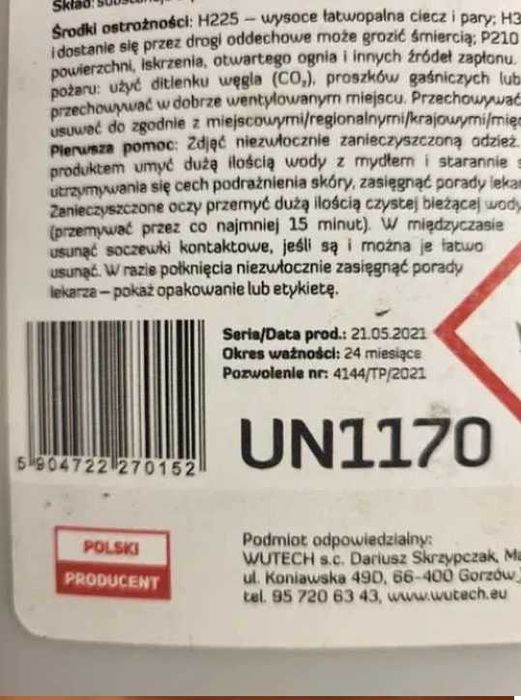 Skład:
Środki ostrożności: H225 – wysoce łatwopalna ciecz i pary;
i dostanie się przez drogi oddechowe może grozić śmiercią; P210
powierzchni, iskrzenia, otwartego ognia i innych źródeł zapłonu.
pożaru: użyć ditlenku węgla (CO₂), proszków gaśniczych lub
przechowywać w dobrze wentylowanym miejscu. Przechowywać
usuwać do zgodnie z miejscowymi/regionalnymi/krajowymi/
Pierwsza pomoc: Zdjąć niezwłocznie zanieczyszczoną odzież.
produktem umyć dużą ilością wody z mydłem i starannie
utrzymywania się cech podrażnienia skóry, zasięgnąć porady
Zanieczyszczone oczy przemyć dużą ilością czystej bieżącej wody
(przemywać przez co najmniej 15 minut). W międzyczasie
usunąć soczewki kontaktowe, jeśli są i można je łatwo
usunąć. W razie połknięcia niezwłocznie zasięgnąć porady
lekarza – pokaż opakowanie lub etykietę.
Seria/Data prod.: 21.05.2021
Okres ważności: 24 miesiące
Pozwolenie nr: 4144/TP/2021
UN1170
5 904722 270152
POLSKI
PRODUCENT
Podmiot odpowiedzialny:
WUTECH s.c. Dariusz Skrzypczak,
ul. Koniawska 49D, 66-400 Gorzów
tel. 95 720 63 43, www.wutech.eu